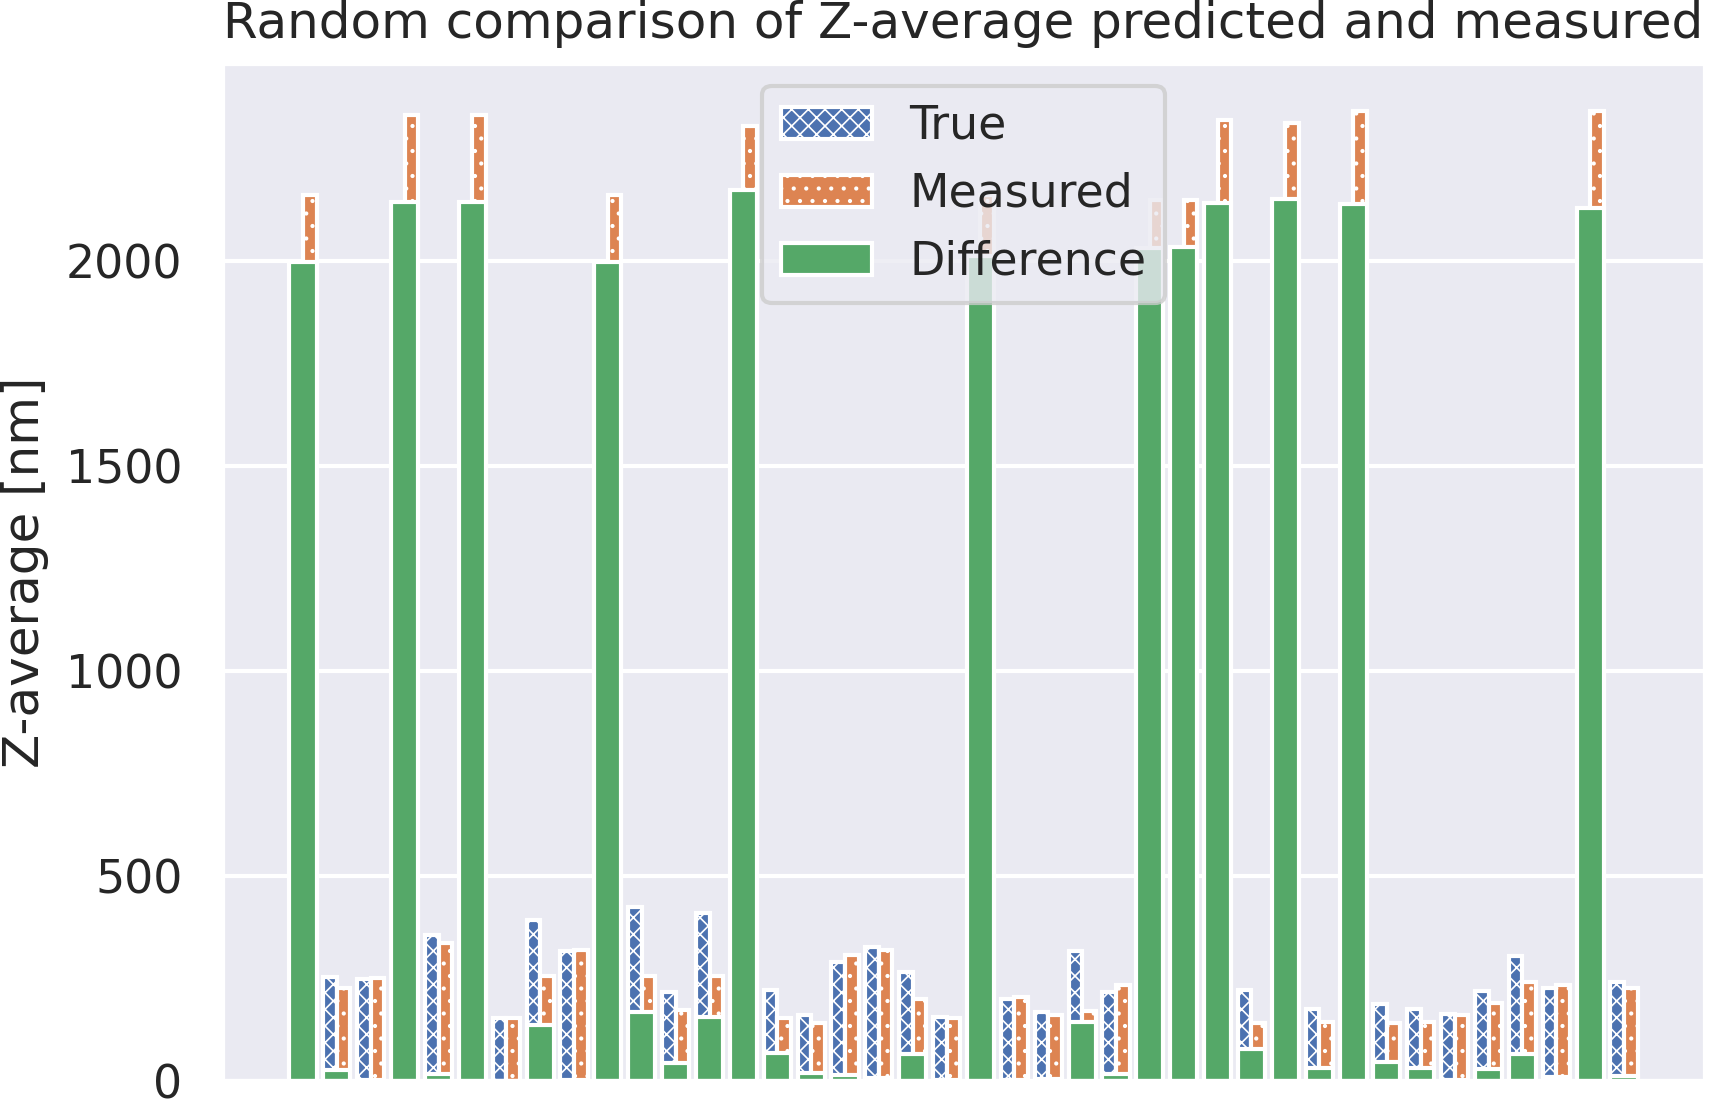 Random comparison of Z-average predicted and measured
True
Measured
Difference
Z-average [nm]
2000
1500
1000
500
0